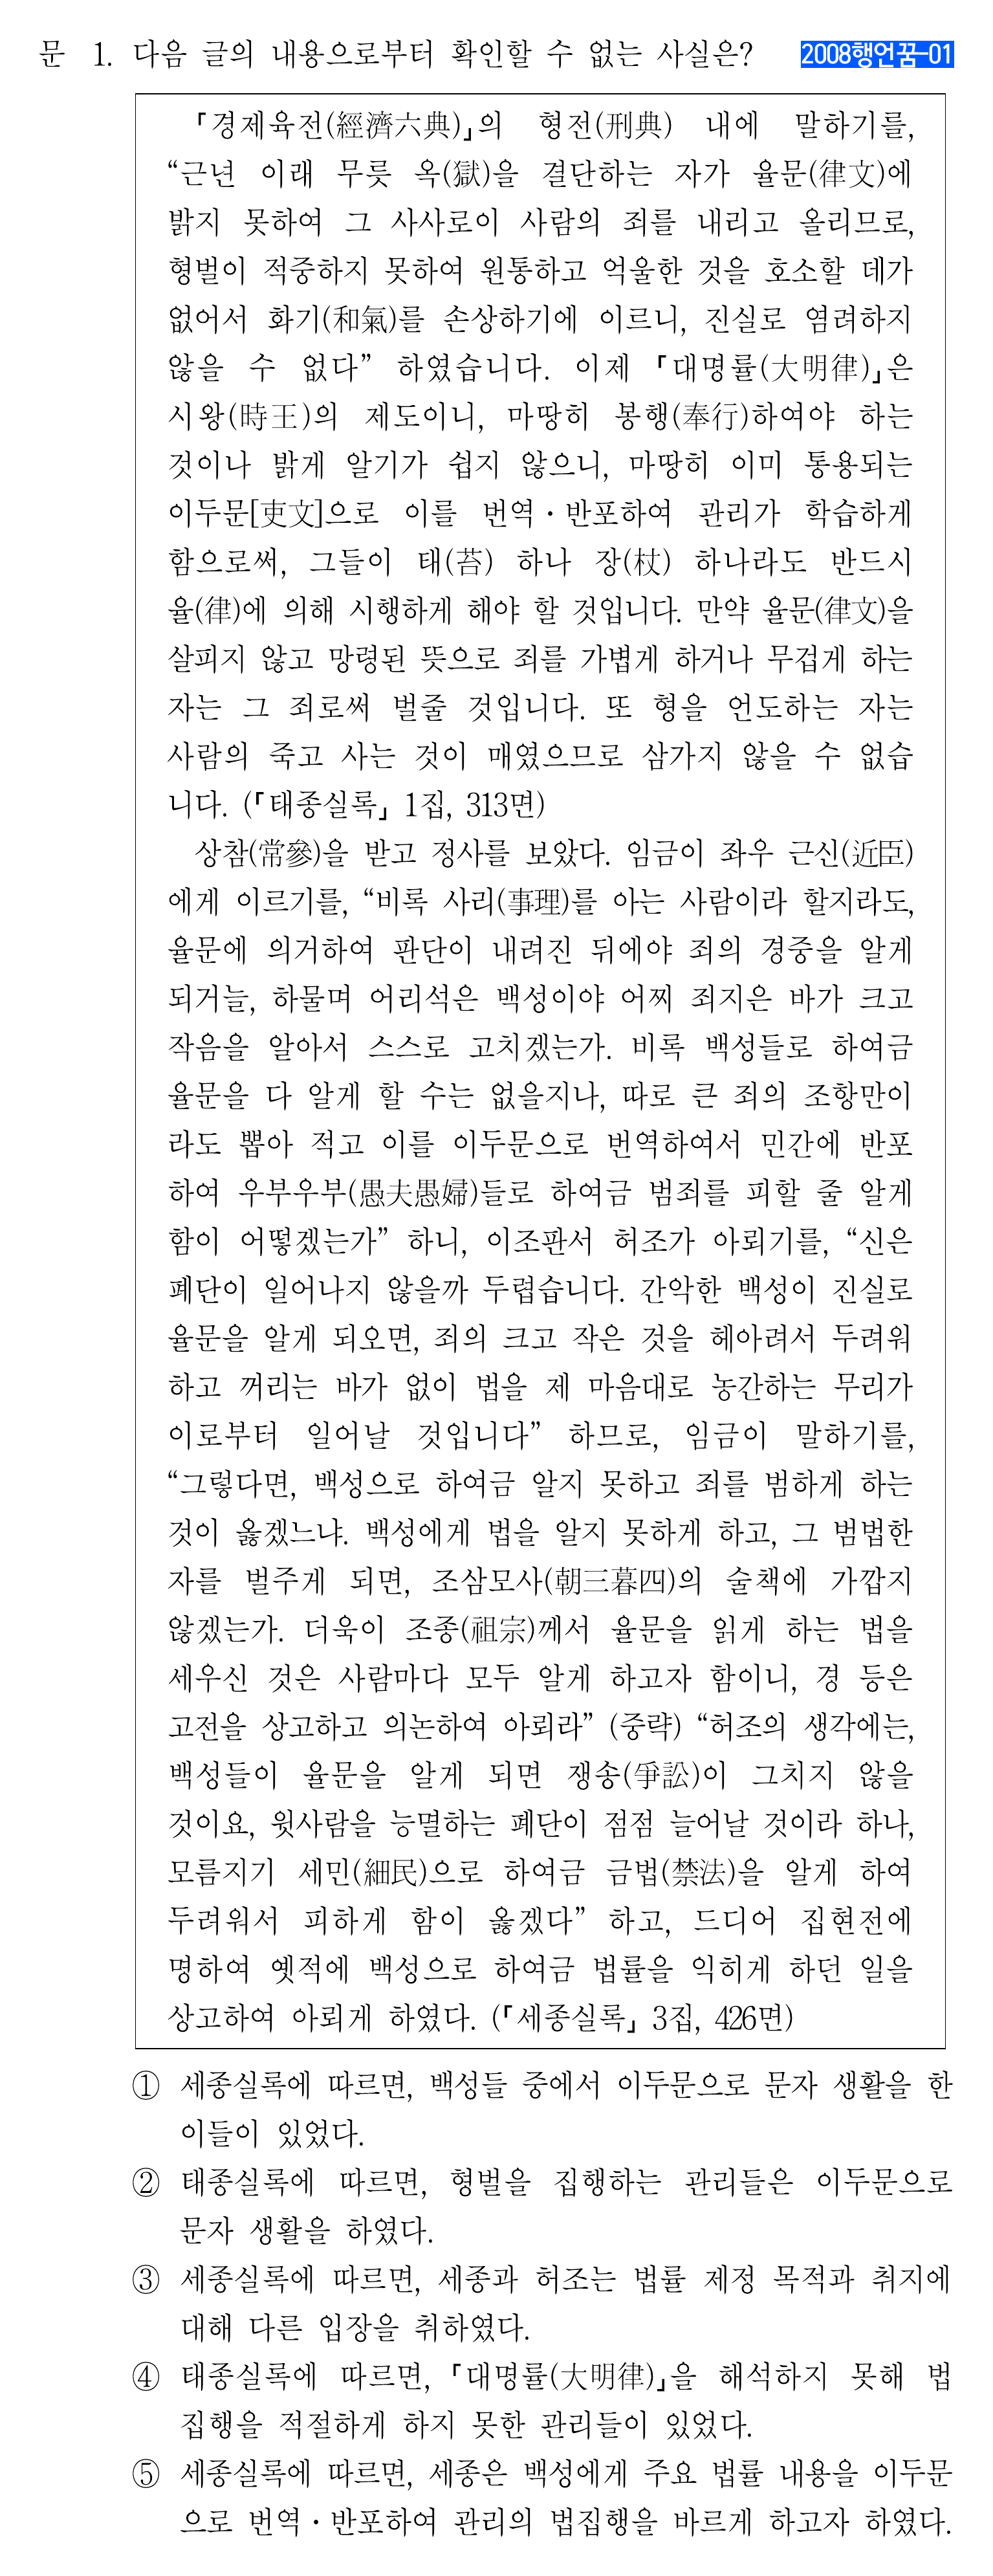 문 1. 다음 글의 내용으로부터 확인할 수 없는 사실은? 2008행언꿈-01
「경제육전(經濟六典)」의 형전(刑典) 내에 말하기를,
“근년 이래 무릇 옥(獄)을 결단하는 자가 율문(律文)에
밝지 못하여 그 사사로이 사람의 죄를 내리고 올리므로,
형벌이 적중하지 못하여 원통하고 억울한 것을 호소할 데가
없어서 화기(和氣)를 손상하기에 이르니, 진실로 염려하지
않을 수 없다” 하였습니다. 이제 「대명률(大明律)」은
시왕(時王)의 제도이니, 마땅히 봉행(奉行)하여야 하는
것이나 밝게 알기가 쉽지 않으니, 마땅히 이미 통용되는
이두문[吏文]으로 이를 번역·반포하여 관리가 학습하게
함으로써, 그들이 태(苔) 하나 장(杖) 하나라도 반드시
율(律)에 의해 시행하게 해야 할 것입니다. 만약 율문(律文)을
살피지 않고 망령된 뜻으로 죄를 가볍게 하거나 무겁게 하는
자는 그 죄로써 벌줄 것입니다. 또 형을 언도하는 자는
사람의 죽고 사는 것이 매였으므로 삼가지 않을 수 없습
니다. (「태종실록」 1집, 313면)
상참(常參)을 받고 정사를 보았다. 임금이 좌우 근신(近臣)
에게 이르기를, “비록 사리(事理)를 아는 사람이라 할지라도,
율문에 의거하여 판단이 내려진 뒤에야 죄의 경중을 알게
되거늘, 하물며 어리석은 백성이야 어찌 죄지은 바가 크고
작음을 알아서 스스로 고치겠는가. 비록 백성들로 하여금
율문을 다 알게 할 수는 없을지나, 따로 큰 죄의 조항만이
라도 뽑아 적고 이를 이두문으로 번역하여서 민간에 반포
하여 우부우부(愚夫愚婦)들로 하여금 범죄를 피할 줄 알게
함이 어떻겠는가” 하니, 이조판서 허조가 아뢰기를, “신은
폐단이 일어나지 않을까 두렵습니다. 간악한 백성이 진실로
율문을 알게 되오면, 죄의 크고 작은 것을 헤아려서 두려워
하고 꺼리는 바가 없이 법을 제 마음대로 농간하는 무리가
이로부터 일어날 것입니다” 하므로, 임금이 말하기를,
“그렇다면, 백성으로 하여금 알지 못하고 죄를 범하게 하는
것이 옳겠느냐. 백성에게 법을 알지 못하게 하고, 그 범법한
자를 벌주게 되면, 조삼모사(朝三暮四)의 술책에 가깝지
않겠는가. 더욱이 조종(祖宗)께서 율문을 읽게 하는 법을
세우신 것은 사람마다 모두 알게 하고자 함이니, 경 등은
고전을 상고하고 의논하여 아뢰라” (중략) “허조의 생각에는,
백성들이 율문을 알게 되면 쟁송(爭訟)이 그치지 않을
것이요, 윗사람을 능멸하는 폐단이 점점 늘어날 것이라 하나,
모름지기 세민(細民)으로 하여금 금법(禁法)을 알게 하여
두려워서 피하게 함이 옳겠다” 하고, 드디어 집현전에
명하여 옛적에 백성으로 하여금 법률을 익히게 하던 일을
상고하여 아뢰게 하였다. (「세종실록」 3집, 426면)
① 세종실록에 따르면, 백성들 중에서 이두문으로 문자 생활을 한
이들이 있었다.
② 태종실록에 따르면, 형벌을 집행하는 관리들은 이두문으로
문자 생활을 하였다.
③ 세종실록에 따르면, 세종과 허조는 법률 제정 목적과 취지에
대해 다른 입장을 취하였다.
④ 태종실록에 따르면, 「대명률(大明律)」을 해석하지 못해 법
집행을 적절하게 하지 못한 관리들이 있었다.
⑤ 세종실록에 따르면, 세종은 백성에게 주요 법률 내용을 이두문
으로 번역·반포하여 관리의 법집행을 바르게 하고자 하였다.